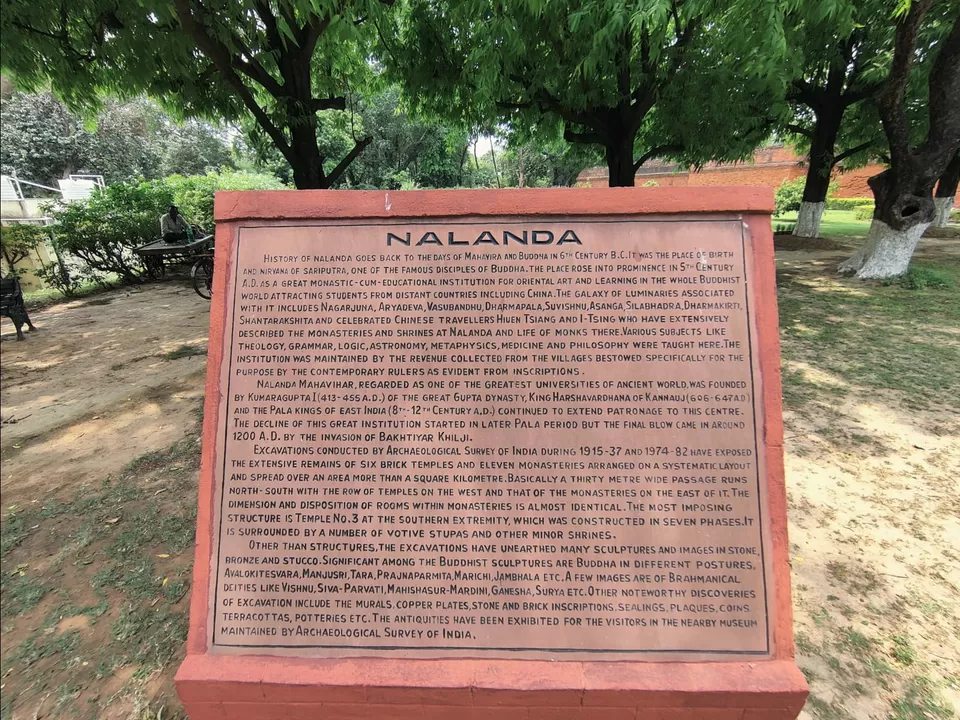 NALANDA
HISTORY OF NALANDA GOES BACK TO THE DAYS OF MAHAVIRA AND BUDDHA IN 6TH CENTURY B.C. IT WAS THE PLACE OF BIRTH
AND NIRVANA OF SARIPUTRA, ONE OF THE FAMOUS DISCIPLES OF BUDDHA. THE PLACE ROSE INTO PROMINENCE IN 5TH CENTURY
A.D. AS A GREAT MONASTIC-CUM-EDUCATIONAL INSTITUTION FOR ORIENTAL ART AND LEARNING IN THE WHOLE BUDDHIST
WORLD ATTRACTING STUDENTS FROM DISTANT COUNTRIES INCLUDING CHINA. THE GALAXY OF LUMINARIES ASSOCIATED
WITH IT INCLUDES NAGARJUNA, ARYADEVA, VASUBANDHU, DHARMAPALA, SUVISHNU, ASANGA, SILABHADRA, DHARMAKIRTI,
SHANTARAKSHITA AND CELEBRATED CHINESE TRAVELLERS HIUEN TSIANG AND I-TSING WHO HAVE EXTENSIVELY
DESCRIBED THE MONASTERIES AND SHRINES AT NALANDA AND LIFE OF MONKS THERE. VARIOUS SUBJECTS LIKE
THEOLOGY, GRAMMAR, LOGIC, ASTRONOMY, METAPHYSICS, MEDICINE AND PHILOSOPHY WERE TAUGHT HERE. THE
INSTITUTION WAS MAINTAINED BY THE REVENUE COLLECTED FROM THE VILLAGES BESTOWED SPECIFICALLY FOR THE
PURPOSE BY THE CONTEMPORARY RULERS AS EVIDENT FROM INSCRIPTIONS.
NALANDA MAHAVIHAR, REGARDED AS ONE OF THE GREATEST UNIVERSITIES OF ANCIENT WORLD, WAS FOUNDED
BY KUMARAGUPTA I (413-455 A.D.) OF THE GREAT GUPTA DYNASTY, KING HARSHAVARDHANA OF KANNAUJ (606-647 A.D)
AND THE PALA KINGS OF EAST INDIA (8TH-12TH CENTURY A.D.) CONTINUED TO EXTEND PATRONAGE TO THIS CENTRE.
THE DECLINE OF THIS GREAT INSTITUTION STARTED IN LATER PALA PERIOD BUT THE FINAL BLOW CAME IN AROUND
1200 A.D. BY THE INVASION OF BAKHTIYAR KHILJI.
EXCAVATIONS CONDUCTED BY ARCHAEOLOGICAL SURVEY OF INDIA DURING 1915-37 AND 1974-82 HAVE EXPOSED
THE EXTENSIVE REMAINS OF SIX BRICK TEMPLES AND ELEVEN MONASTERIES ARRANGED ON A SYSTEMATIC LAYOUT
AND SPREAD OVER AN AREA MORE THAN A SQUARE KILOMETRE. BASICALLY A THIRTY METRE WIDE PASSAGE RUNS
NORTH-SOUTH WITH THE ROW OF TEMPLES ON THE WEST AND THAT OF THE MONASTERIES ON THE EAST OF IT. THE
DIMENSION AND DISPOSITION OF ROOMS WITHIN MONASTERIES IS ALMOST IDENTICAL. THE MOST IMPOSING
STRUCTURE IS TEMPLE NO.3 AT THE SOUTHERN EXTREMITY, WHICH WAS CONSTRUCTED IN SEVEN PHASES. IT
IS SURROUNDED BY A NUMBER OF VOTIVE STUPAS AND OTHER MINOR SHRINES.
OTHER THAN STRUCTURES, THE EXCAVATIONS HAVE UNEARTHED MANY SCULPTURES AND IMAGES IN STONE,
BRONZE AND STUCCO. SIGNIFICANT AMONG THE BUDDHIST SCULPTURES ARE BUDDHA IN DIFFERENT POSTURES,
AVALOKITESVARA, MANJUSRI, TARA, PRAJNAPARMITA, MARICHI, JAMBHALA ETC. A FEW IMAGES ARE OF BRAHMANICAL
DEITIES LIKE VISHNU, SIVA-PARVATI, MAHISHASUR-MARDINI, GANESHA, SURYA ETC. OTHER NOTEWORTHY DISCOVERIES
OF EXCAVATION INCLUDE THE MURALS, COPPER PLATES, STONE AND BRICK INSCRIPTIONS, SEALINGS, PLAQUES, COINS
TERRACOTTAS, POTTERIES ETC. THE ANTIQUITIES HAVE BEEN EXHIBITED FOR THE VISITORS IN THE NEARBY MUSEUM
MAINTAINED BY ARCHAEOLOGICAL SURVEY OF INDIA.